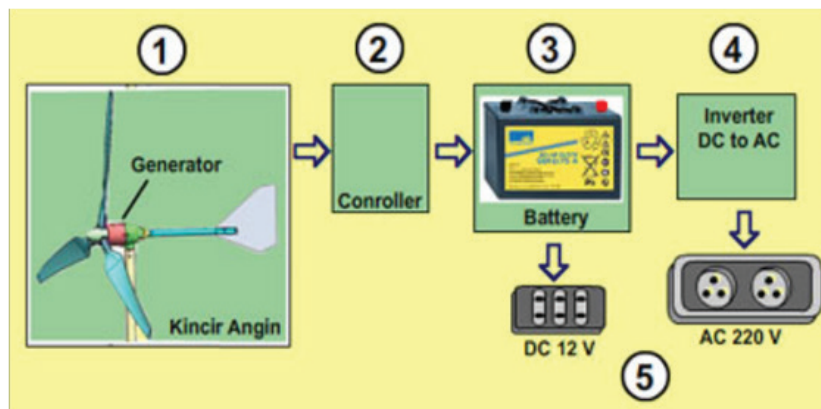 1
2
3
4
Generator
Kincir Angin
Conroller
Battery
Inverter
DC to AC
DC 12 V
AC 220 V
5